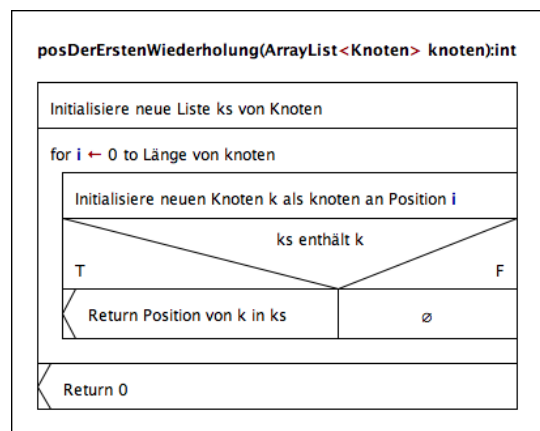 posDerErstenWiederholung(ArrayList<Knoten> knoten):int
Initialisiere neue Liste ks von Knoten
for i ← 0 to Länge von knoten
Initialisiere neuen Knoten k als knoten an Position i
ks enthält k
T F
Return Position von k in ks ∅
Return 0